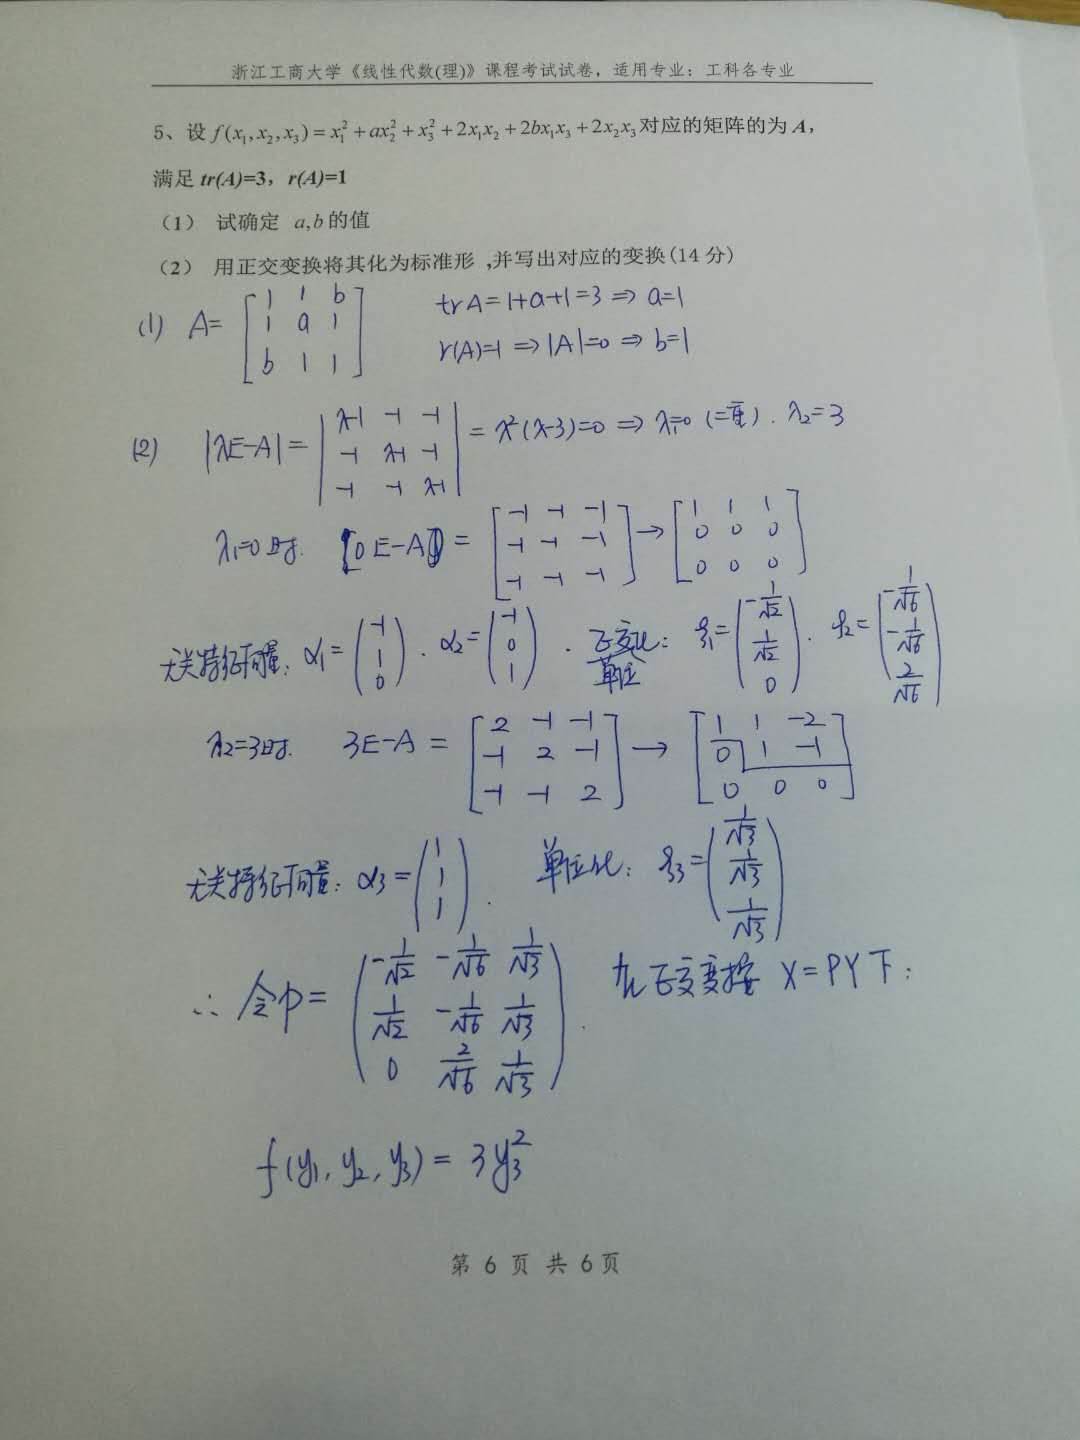 浙江工商大学《线性代数(理)》课程考试试卷，适用专业：工科各专业
5、设 f(x₁,x₂,x₃) = x₁² + ax₂² + x₃² + 2x₁x₂ + 2bx₁x₃ + 2x₂x₃ 对应的矩阵的为 A，
满足 tr(A)=3，r(A)=1
（1） 试确定 a,b 的值
（2） 用正交变换将其化为标准形 ,并写出对应的变换(14 分)
(1) A= [1 1 b; 1 a 1; b 1 1] trA=1+a+1=3 ⇒ a=1
r(A)=1 ⇒ |A|=0 ⇒ b=1
(2) |λE-A| = |λ-1 -1 -1; -1 λ-1 -1; -1 -1 λ-1| = λ²(λ-3)=0 ⇒ λ₁=0 (二重). λ₂=3
λ₁=0时. [0E-A] = [-1 -1 -1; -1 -1 -1; -1 -1 -1] → [1 1 1; 0 0 0; 0 0 0]
无关特征向量: α₁= (-1; 1; 0). α₂= (-1; 0; 1). 正交化: 单位 ξ₁= (-1/√2; 1/√2; 0). ξ₂= (-1/√6; -1/√6; 2/√6)
λ₂=3时. 3E-A = [2 -1 -1; -1 2 -1; -1 -1 2] → [1 1 -2; 0 1 -1; 0 0 0]
无关特征向量: α₃= (1; 1; 1). 单位化: ξ₃= (1/√3; 1/√3; 1/√3)
∴ 令P= (-1/√2 -1/√6 1/√3; 1/√2 -1/√6 1/√3; 0 2/√6 1/√3). 在正交变换 X=PY下:
f(y₁, y₂, y₃) = 3y₃²
第 6 页 共 6 页